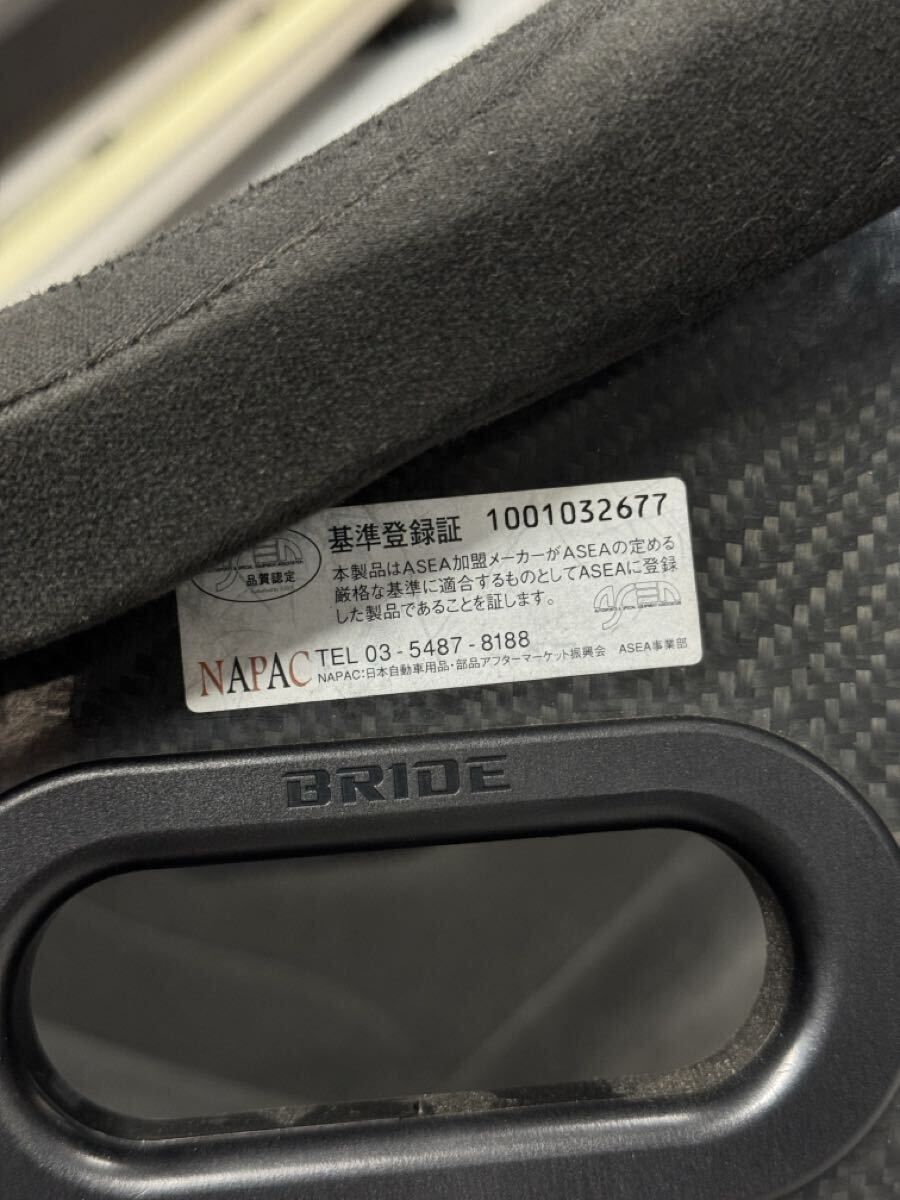 基準登録証 1001032677
品質認定
本製品はASEA加盟メーカーがASEAの定める
厳格な基準に適合するものとしてASEAに登録
した製品であることを証します。
NAPAC TEL 03-5487-8188
NAPAC:日本自動車用品・部品アフターマーケット振興会 ASEA事業部
BRIDE